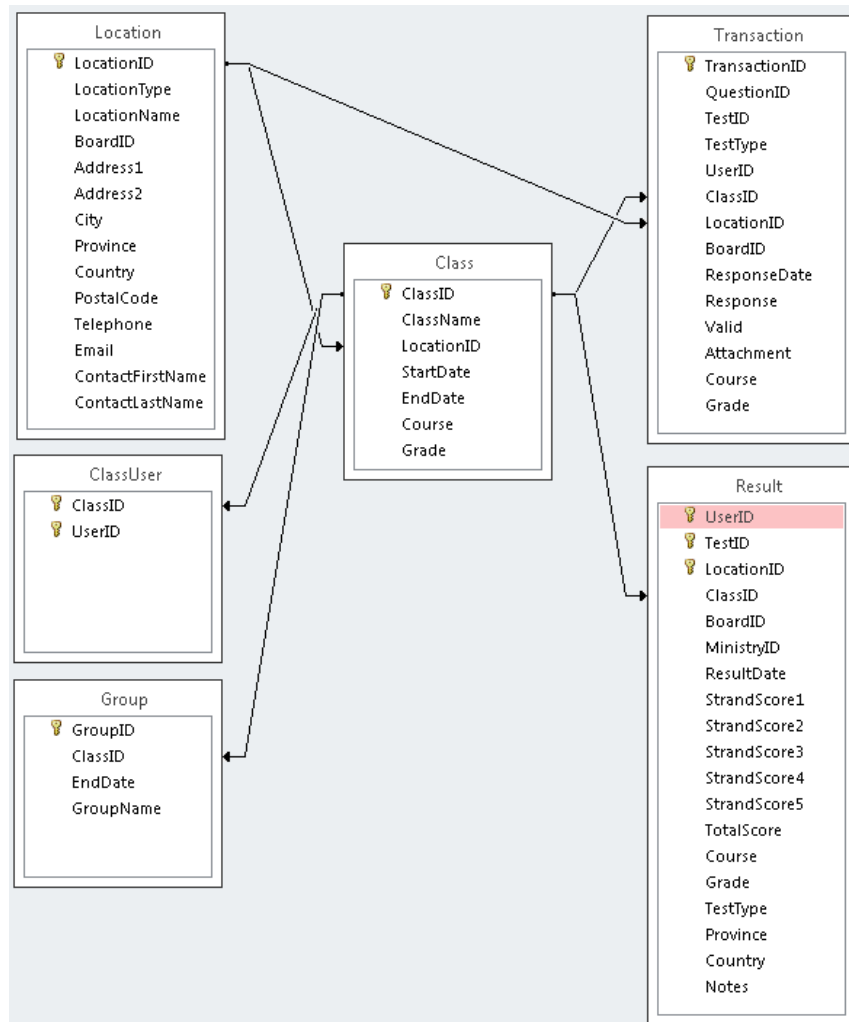 Location
LocationID
LocationType
LocationName
BoardID
Address1
Address2
City
Province
Country
PostalCode
Telephone
Email
ContactFirstName
ContactLastName
ClassUser
ClassID
UserID
Group
GroupID
ClassID
EndDate
GroupName
Class
ClassID
ClassName
LocationID
StartDate
EndDate
Course
Grade
Transaction
TransactionID
QuestionID
TestID
TestType
UserID
ClassID
LocationID
BoardID
ResponseDate
Response
Valid
Attachment
Course
Grade
Result
UserID
TestID
LocationID
ClassID
BoardID
MinistryID
ResultDate
StrandScore1
StrandScore2
StrandScore3
StrandScore4
StrandScore5
TotalScore
Course
Grade
TestType
Province
Country
Notes